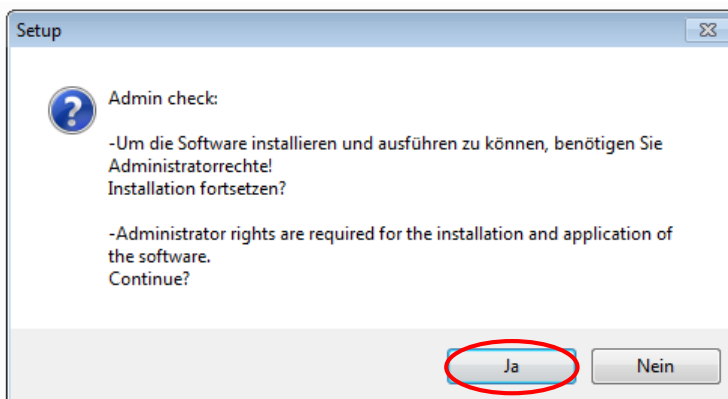 Setup
Admin check:
-Um die Software installieren und ausführen zu können, benötigen Sie
Administratorrechte!
Installation fortsetzen?
-Administrator rights are required for the installation and application of
the software.
Continue?
Ja
Nein